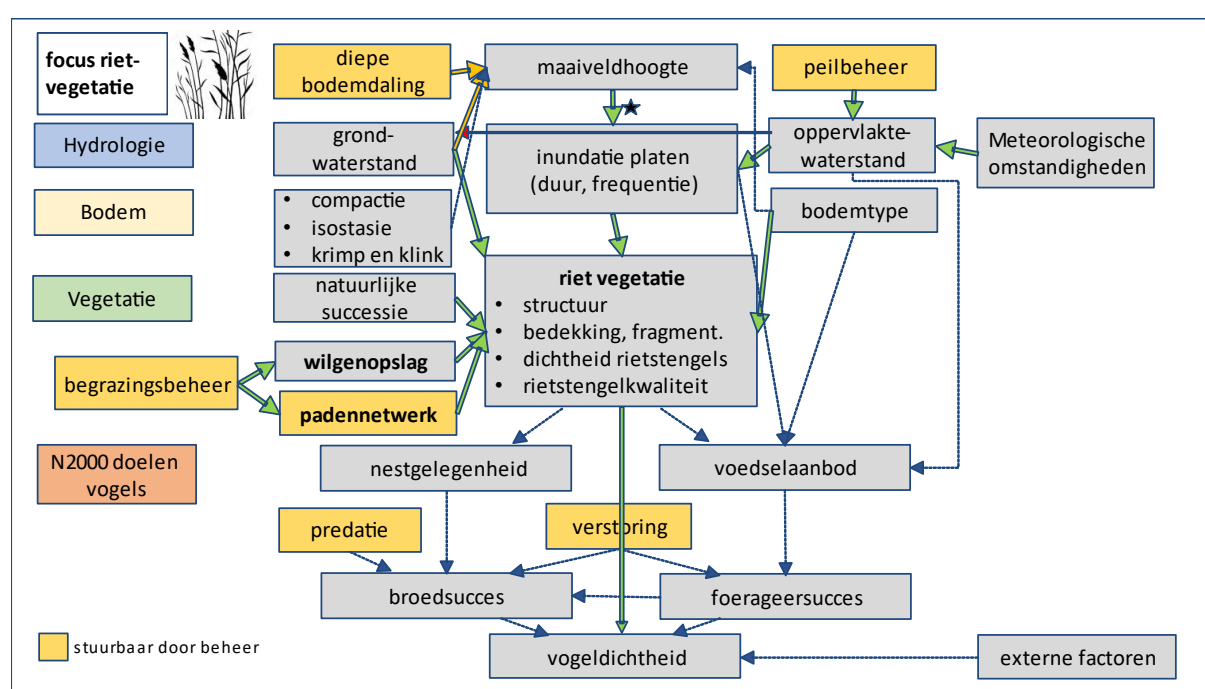 focus riet-
vegetatie
diepe
bodemdaling
maaiveldhoogte
peilbeheer
Hydrologie
grond-
waterstand
inundatie platen
(duur, frequentie)
oppervlakte-
waterstand
Meteorologische
omstandigheden
Bodem
• compactie
• isostasie
• krimp en klink
bodemtype
Vegetatie
natuurlijke
successie
riet vegetatie
• structuur
• bedekking, fragment.
• dichtheid rietstengels
• rietstengelkwaliteit
begrazingsbeheer
wilgenopslag
padennetwerk
N2000 doelen
vogels
nestgelegenheid
voedselaanbod
predatie
verstoring
broedsucces
foerageersucces
stuurbaar door beheer
vogeldichtheid
externe factoren